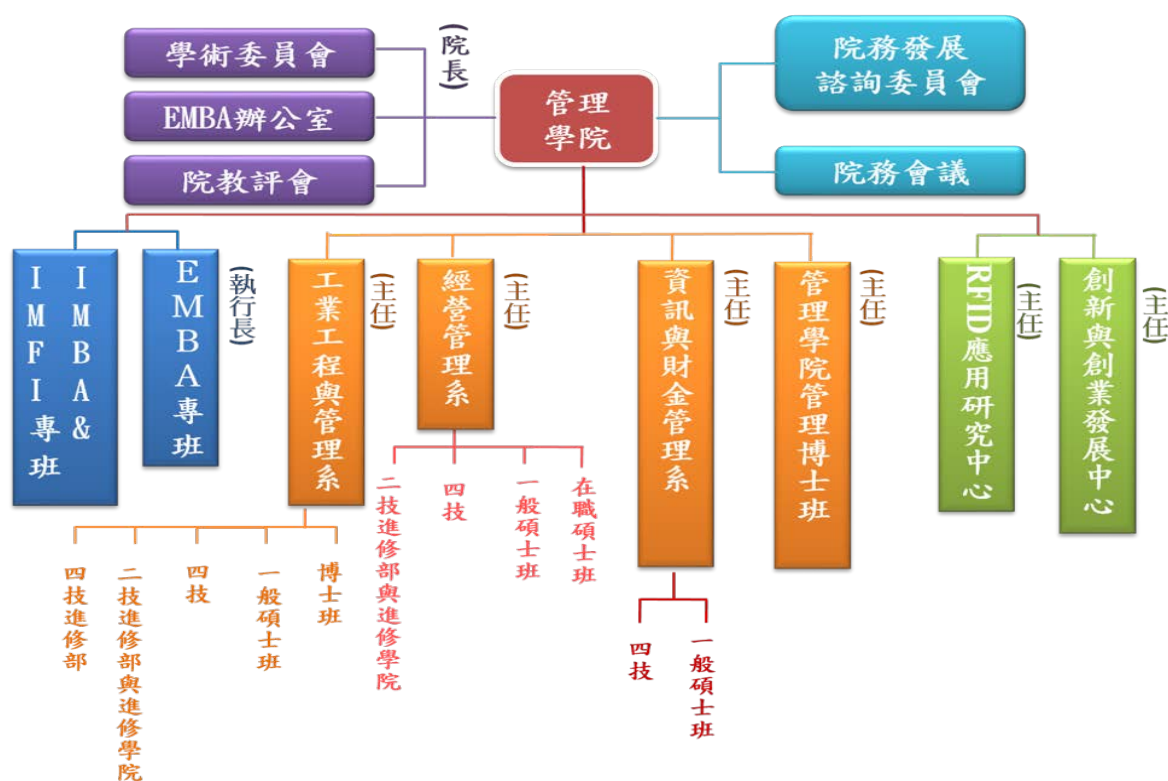 學術委員會
EMBA辦公室
院教評會
(院長)
管理
學院
院務發展
諮詢委員會
院務會議
IMBA&
IMFI專班
EMBA專班
(執行長)
工業工程與管理系
(主任)
經營管理系
(主任)
資訊與財金管理系
(主任)
管理學院管理博士班
(主任)
RFID應用研究中心
(主任)
創新與創業發展中心
(主任)
四技進修部
二技進修部與進修學院
四技
一般碩士班
博士班
二技進修部與進修學院
四技
一般碩士班
在職碩士班
四技
一般碩士班